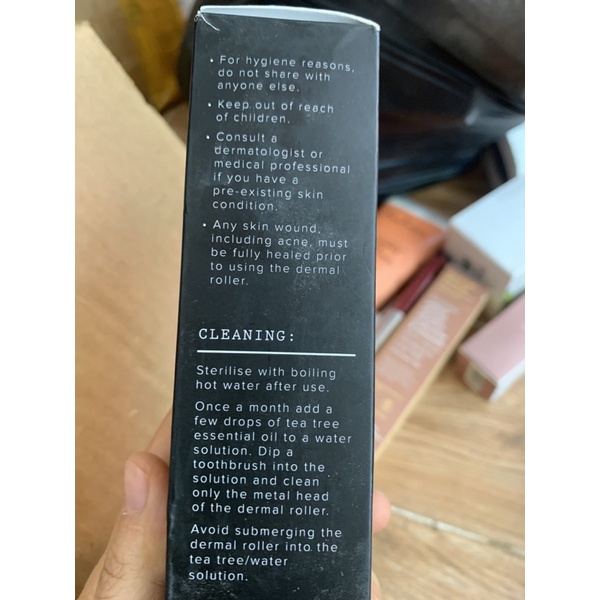 • For hygiene reasons,
do not share with
anyone else.
• Keep out of reach
of children.
• Consult a
dermatologist or
medical professional
if you have a
pre-existing skin
condition.
• Any skin wound,
including acne, must
be fully healed prior
to using the dermal
roller.
CLEANING:
Sterilise with boiling
hot water after use.
Once a month add a
few drops of tea tree
essential oil to a water
solution. Dip a
toothbrush into the
solution and clean
only the metal head
of the dermal roller.
Avoid submerging the
dermal roller into the
tea tree/water
solution.